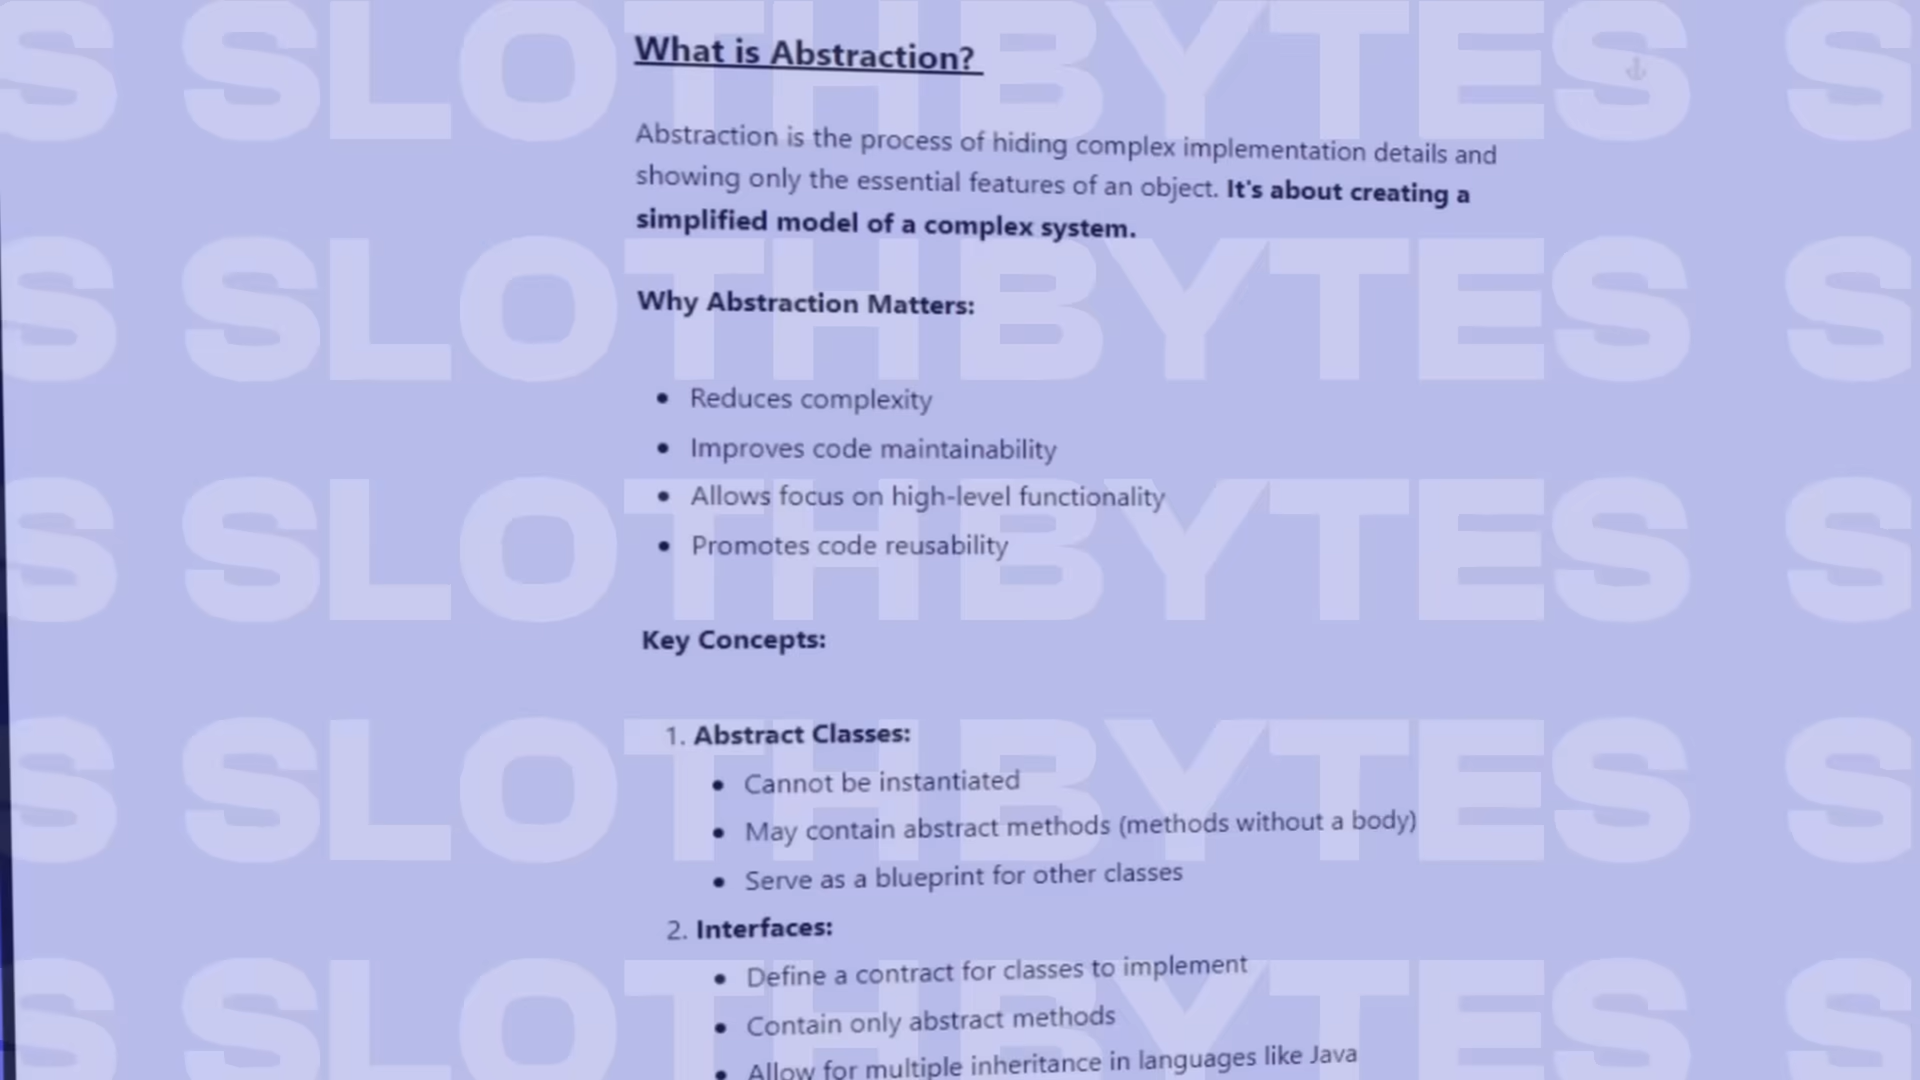 S SLOTHBYTES S
What is Abstraction?
Abstraction is the process of hiding complex implementation details and
showing only the essential features of an object. It's about creating a
simplified model of a complex system.
S SLOTHBYTES S
Why Abstraction Matters:
• Reduces complexity
• Improves code maintainability
S SLOTHBYTES S
• Allows focus on high-level functionality
• Promotes code reusability
Key Concepts:
S SLOTHBYTES S
1. Abstract Classes:
• Cannot be instantiated
• May contain abstract methods (methods without a body)
• Serve as a blueprint for other classes
2. Interfaces:
S SLOTHBYTES S
• Define a contract for classes to implement
• Contain only abstract methods
• Allow for multiple inheritance in languages like Java